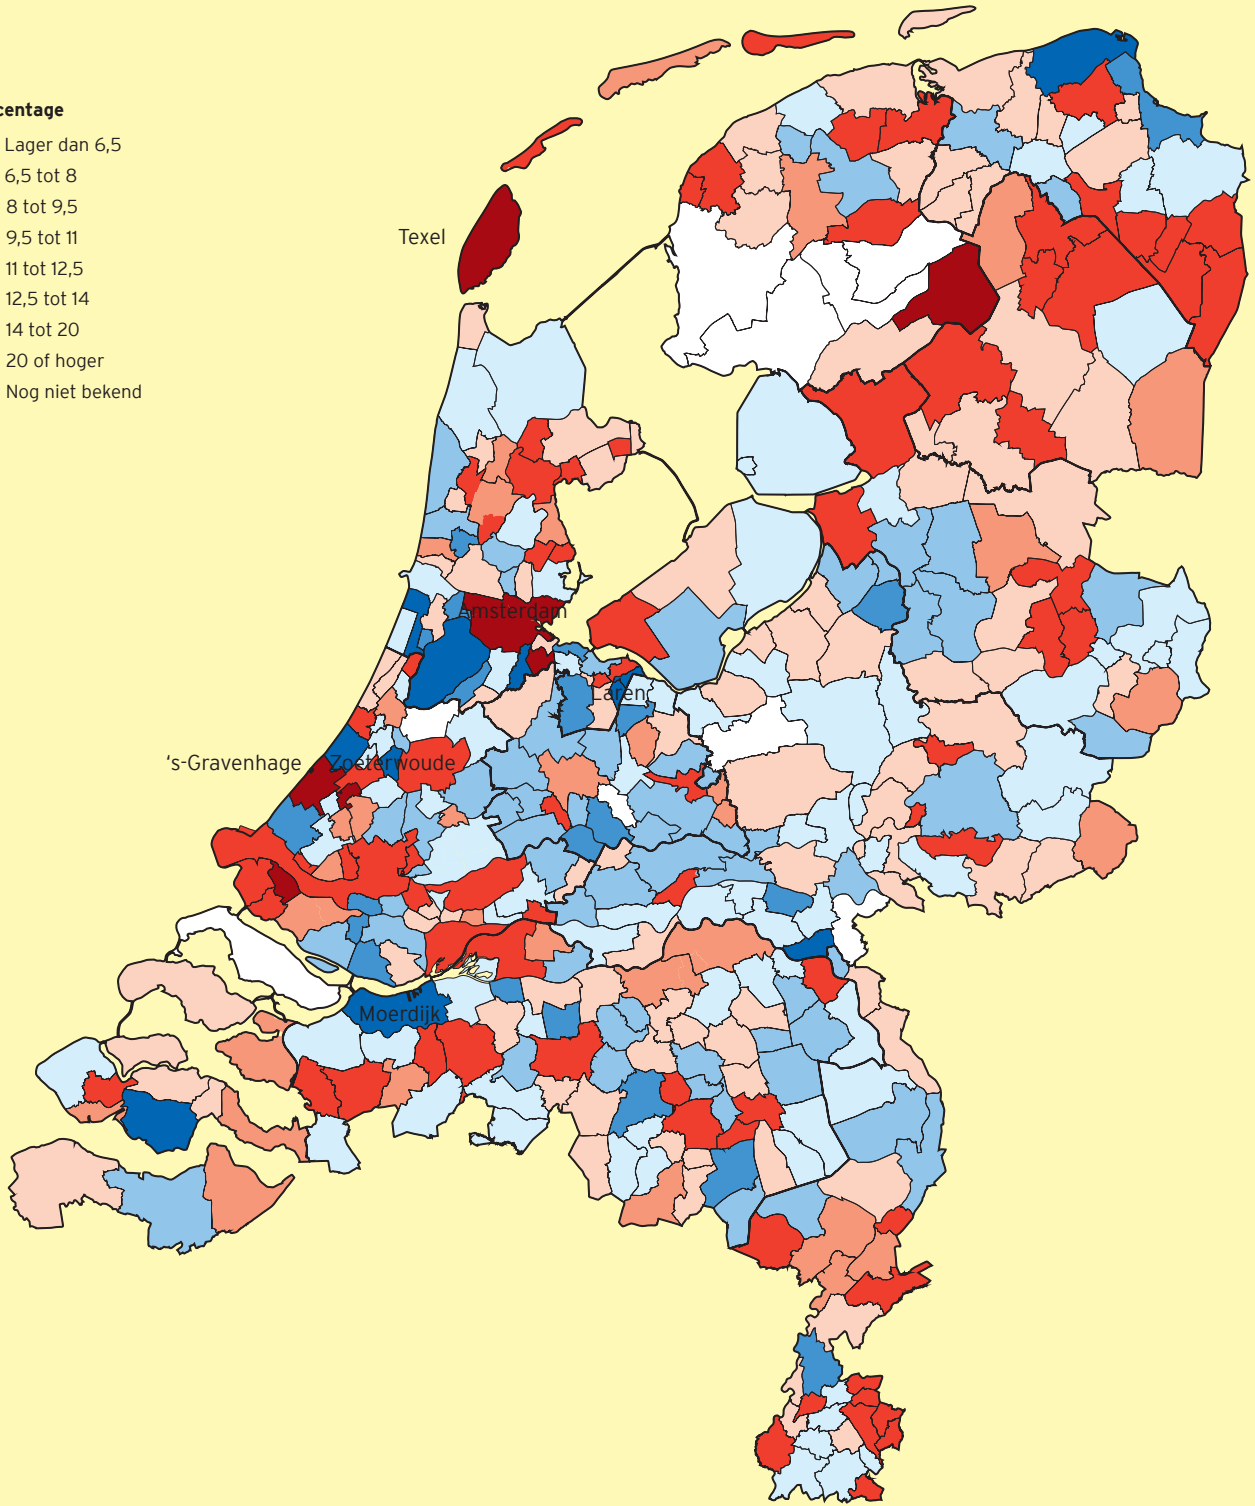 centage
Lager dan 6,5
6,5 tot 8
8 tot 9,5
9,5 tot 11
11 tot 12,5
12,5 tot 14
14 tot 20
20 of hoger
Nog niet bekend
Texel
Amsterdam
Laren
's-Gravenhage
Zoeterwoude
Moerdijk